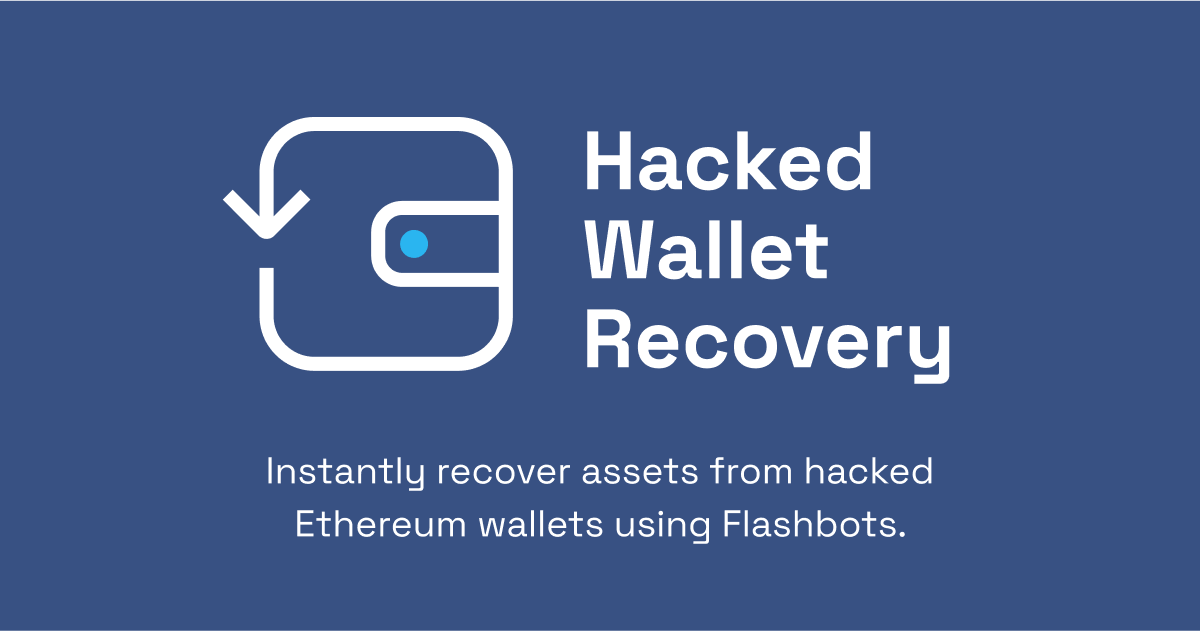 Hacked
Wallet
Recovery
Instantly recover assets from hacked
Ethereum wallets using Flashbots.